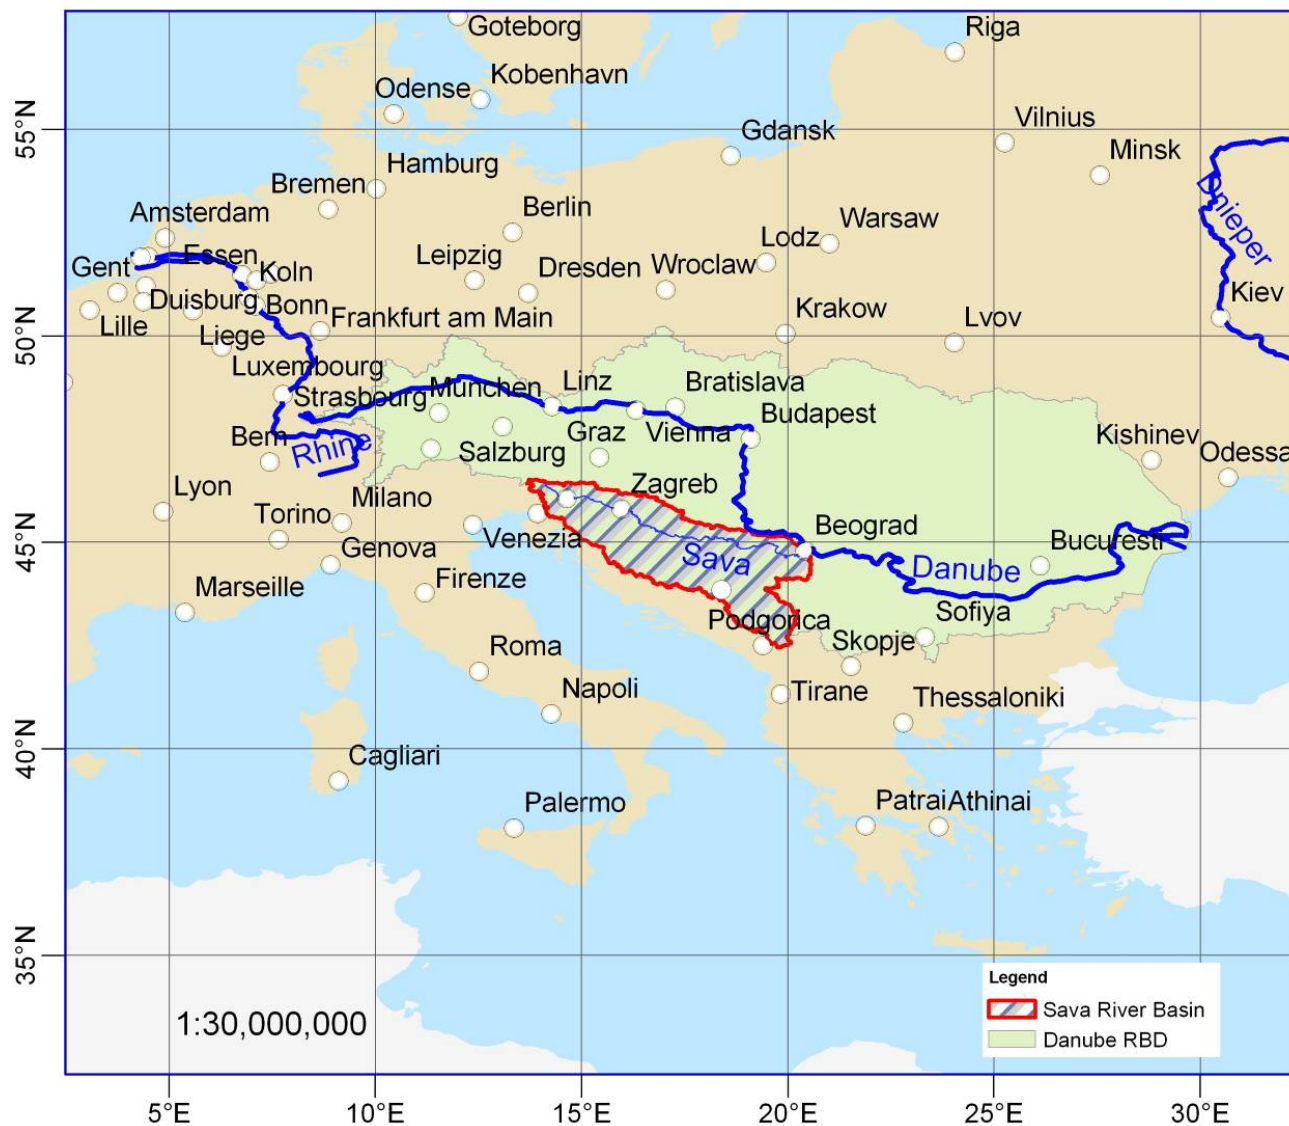 Goteborg
Riga
Kobenhavn
Odense
Vilnius
Gdansk
55°N
Minsk
Hamburg
Bremen
Dnieper
Amsterdam
Berlin
Warsaw
Lodz
Essen
Leipzig
Gent
Koln
Dresden
Wroclaw
Kiev
Duisburg
Bonn
Krakow
Lille
Frankfurt am Main
Lvov
50°N
Liege
Luxembourg
Munchen
Linz
Bratislava
Strasbourg
Budapest
Bern
Graz
Vienna
Kishinev
Rhine
Salzburg
Odessa
Lyon
Milano
Zagreb
Torino
Beograd
Venezia
Bucuresti
45°N
Genova
Sava
Danube
Firenze
Marseille
Podgorica
Sofiya
Roma
Skopje
Napoli
Tirane
Thessaloniki
40°N
Cagliari
Palermo
Patrai
Athinai
35°N
Legend
Sava River Basin
1:30,000,000
Danube RBD
5°E 10°E 15°E 20°E 25°E 30°E